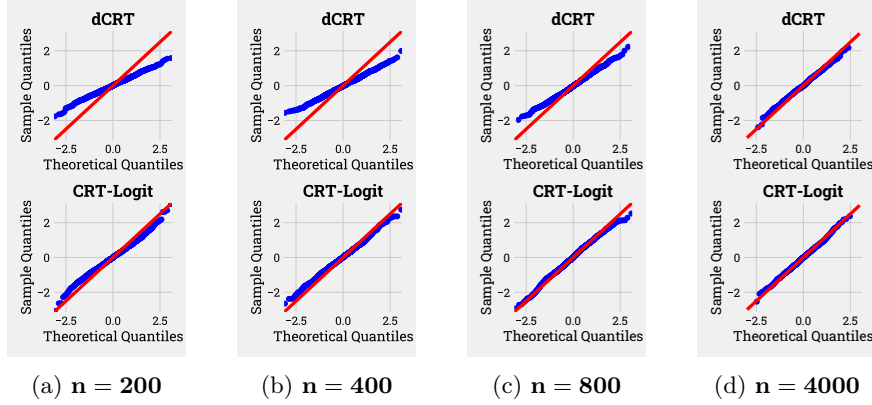 dCRT
Sample Quantiles
2
0
−2
−2.5
0.0
2.5
Theoretical Quantiles
dCRT
Sample Quantiles
2
0
−2
−2.5
0.0
2.5
Theoretical Quantiles
dCRT
Sample Quantiles
2
0
−2
−2.5
0.0
2.5
Theoretical Quantiles
dCRT
Sample Quantiles
2
0
−2
−2.5
0.0
2.5
Theoretical Quantiles
CRT-Logit
Sample Quantiles
2
0
−2
−2.5
0.0
2.5
Theoretical Quantiles
CRT-Logit
Sample Quantiles
2
0
−2
−2.5
0.0
2.5
Theoretical Quantiles
CRT-Logit
Sample Quantiles
2
0
−2
−2.5
0.0
2.5
Theoretical Quantiles
CRT-Logit
Sample Quantiles
2
0
−2
−2.5
0.0
2.5
Theoretical Quantiles
(a) n = 200
(b) n = 400
(c) n = 800
(d) n = 4000